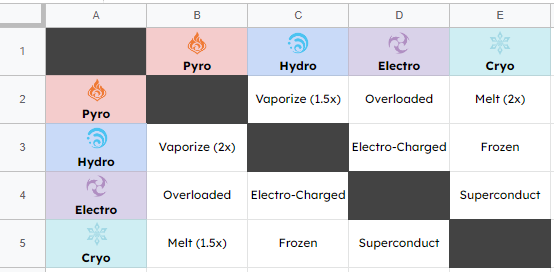 A B C D E
1 Pyro Hydro Electro Cryo
2 Pyro Vaporize (1.5x) Overloaded Melt (2x)
3 Hydro Vaporize (2x) Electro-Charged Frozen
4 Electro Overloaded Electro-Charged Superconduct
5 Cryo Melt (1.5x) Frozen Superconduct